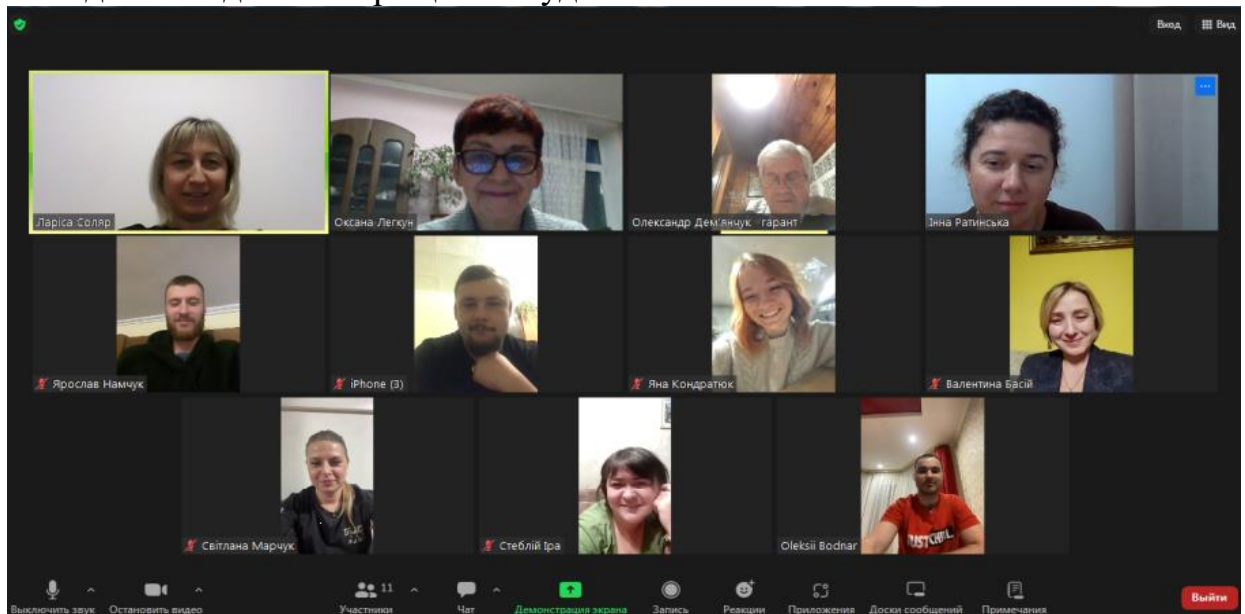 Вход Вид
Ларіса Соляр
Оксана Легкун
Олександр Дем'янчук гарант
Інна Ратинська
Ярослав Намчук
iPhone (3)
Яна Кондратюк
Валентина Басій
Світлана Марчук
Стеблій Іра
Oleksii Bodnar
11
Выключить звук Остановить видео Участники Чат Демонстрация экрана Запись Реакции Приложения Доски сообщений Примечания
Выйти